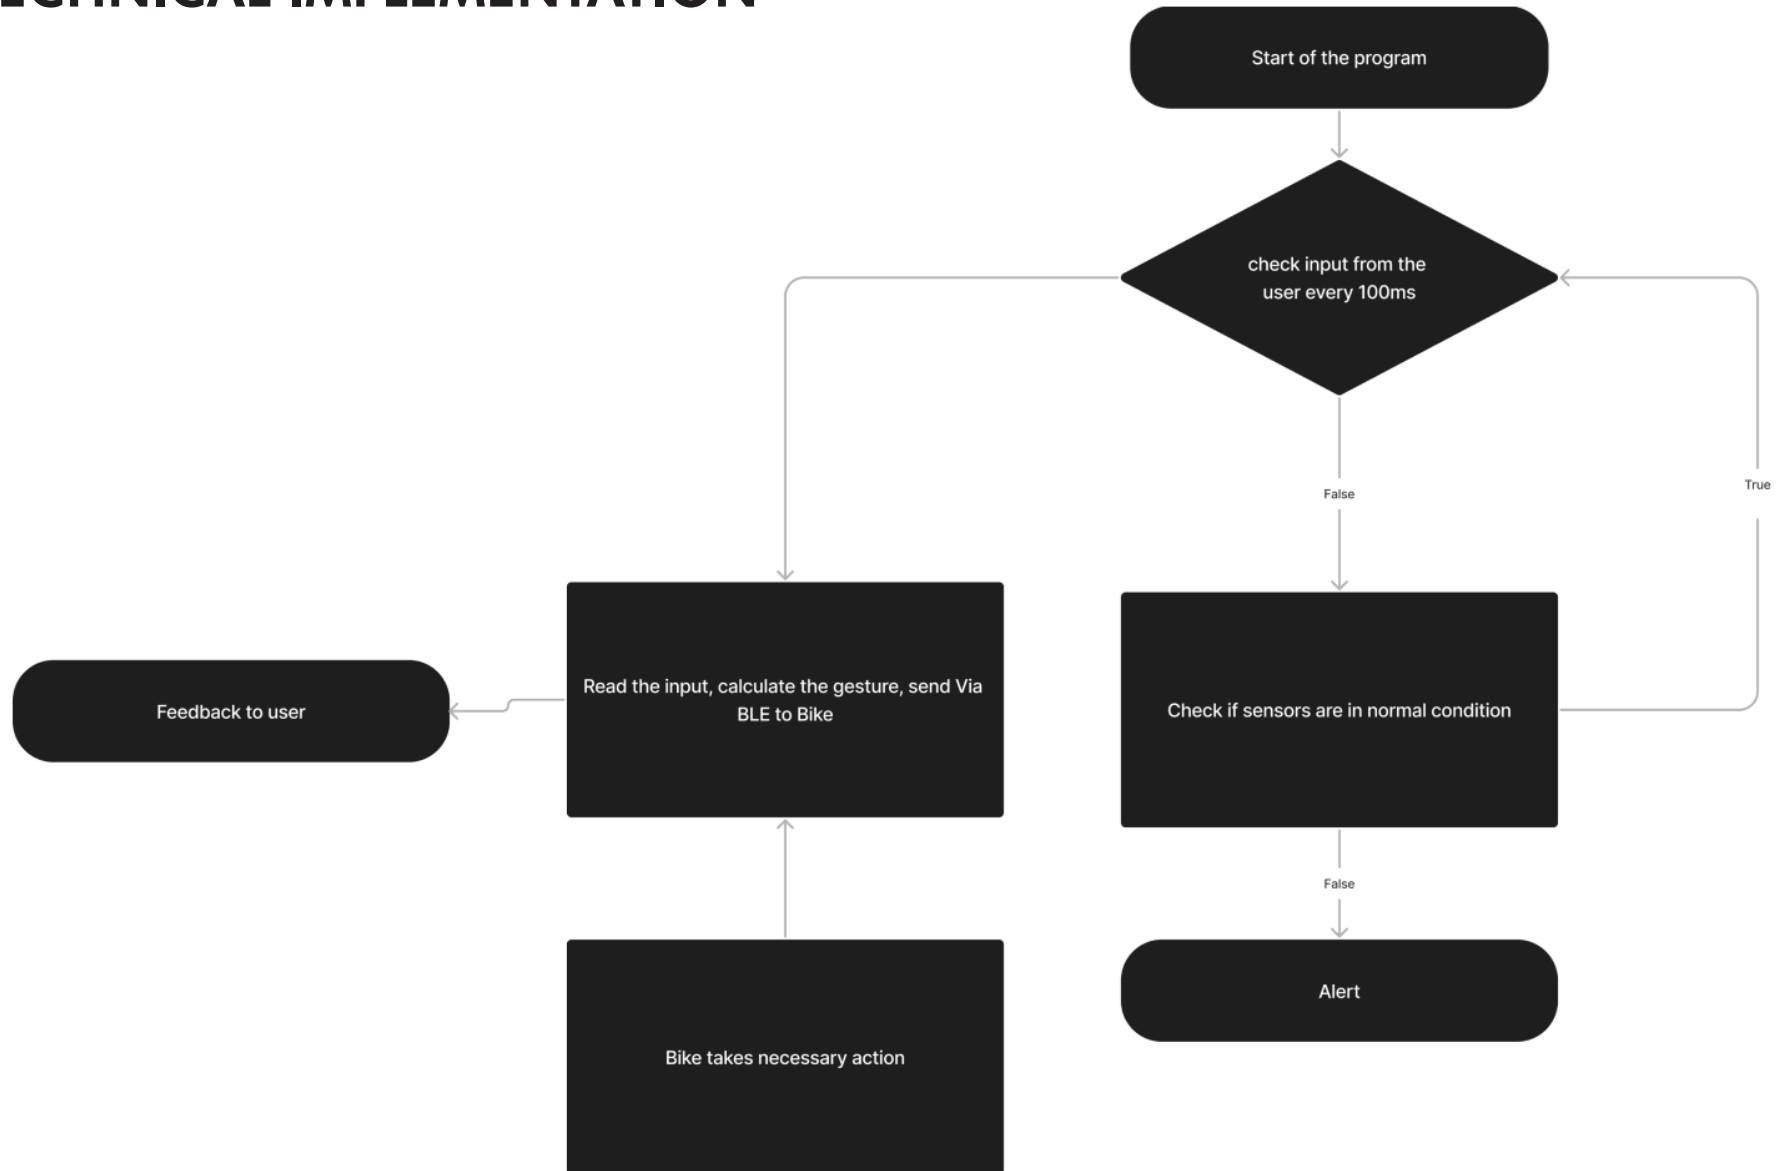 TECHNICAL IMPLEMENTATION
Start of the program
check input from the
user every 100ms
False
True
Read the input, calculate the gesture, send Via
BLE to Bike
Feedback to user
Check if sensors are in normal condition
False
Alert
Bike takes necessary action